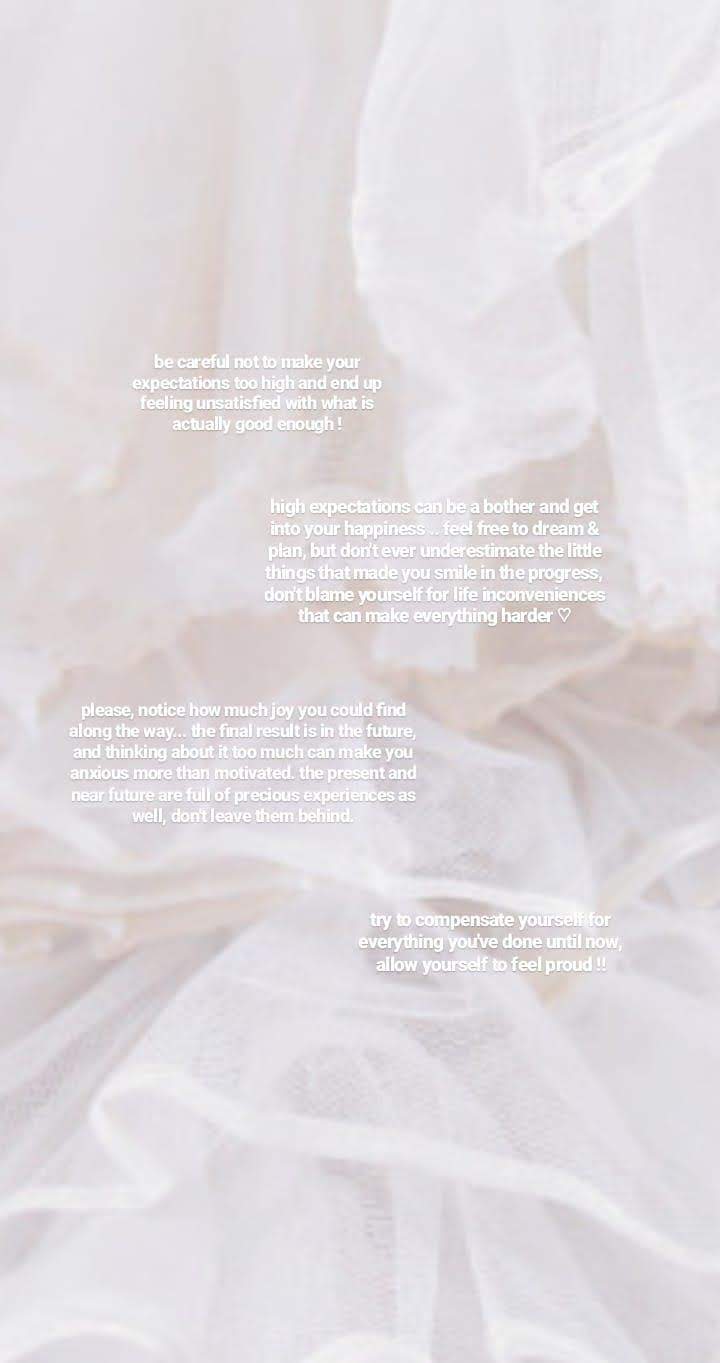 be careful not to make your
expectations too high and end up
feeling unsatisfied with what is
actually good enough !
high expectations can be a bother and get
into your happiness .. feel free to dream &
plan, but don't ever underestimate the little
things that made you smile in the progress,
don't blame yourself for life inconveniences
that can make everything harder ♡
please, notice how much joy you could find
along the way... the final result is in the future,
and thinking about it too much can make you
anxious more than motivated. the present and
near future are full of precious experiences as
well, don't leave them behind.
try to compensate yourself for
everything you've done until now,
allow yourself to feel proud !!